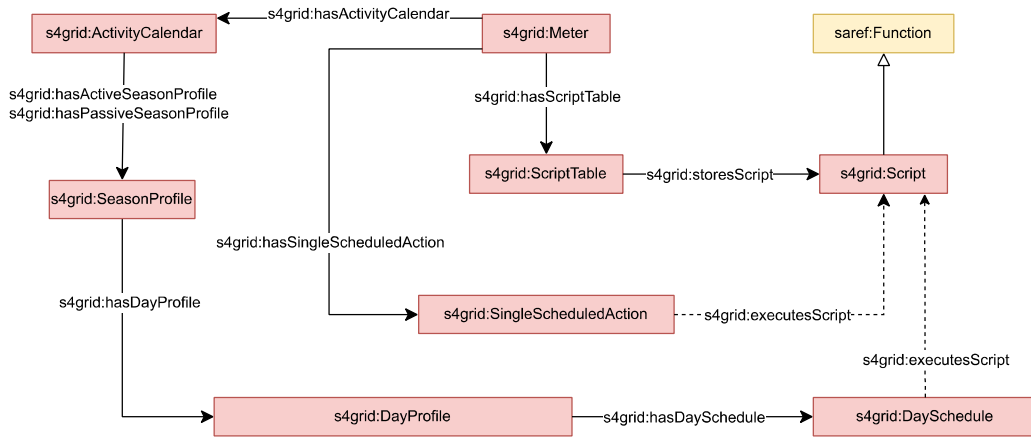 s4grid:hasActivityCalendar
s4grid:ActivityCalendar
s4grid:Meter
saref:Function
s4grid:hasActiveSeasonProfile
s4grid:hasPassiveSeasonProfile
s4grid:hasScriptTable
s4grid:ScriptTable
s4grid:storesScript
s4grid:Script
s4grid:SeasonProfile
s4grid:hasSingleScheduledAction
s4grid:hasDayProfile
s4grid:SingleScheduledAction
s4grid:executesScript
s4grid:executesScript
s4grid:DayProfile
s4grid:hasDaySchedule
s4grid:DaySchedule